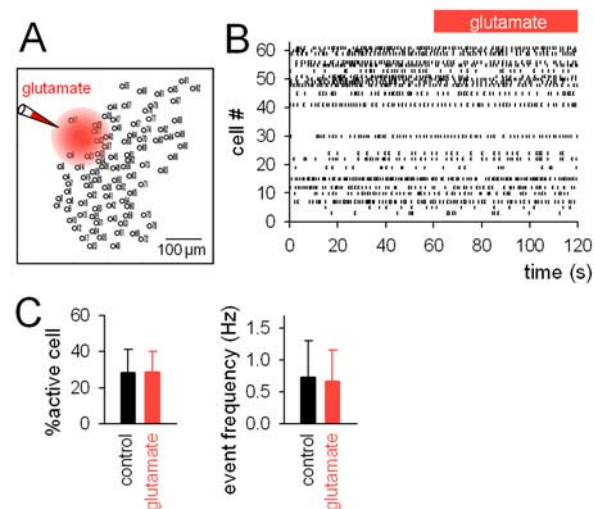 A
glutamate
100 µm
B
glutamate
cell #
60
50
40
30
20
10
0
0 20 40 60 80 100 120
time (s)
C
%active cell
60
40
20
0
control
glutamate
event frequency (Hz)
1.5
1.0
0.5
0.0
control
glutamate